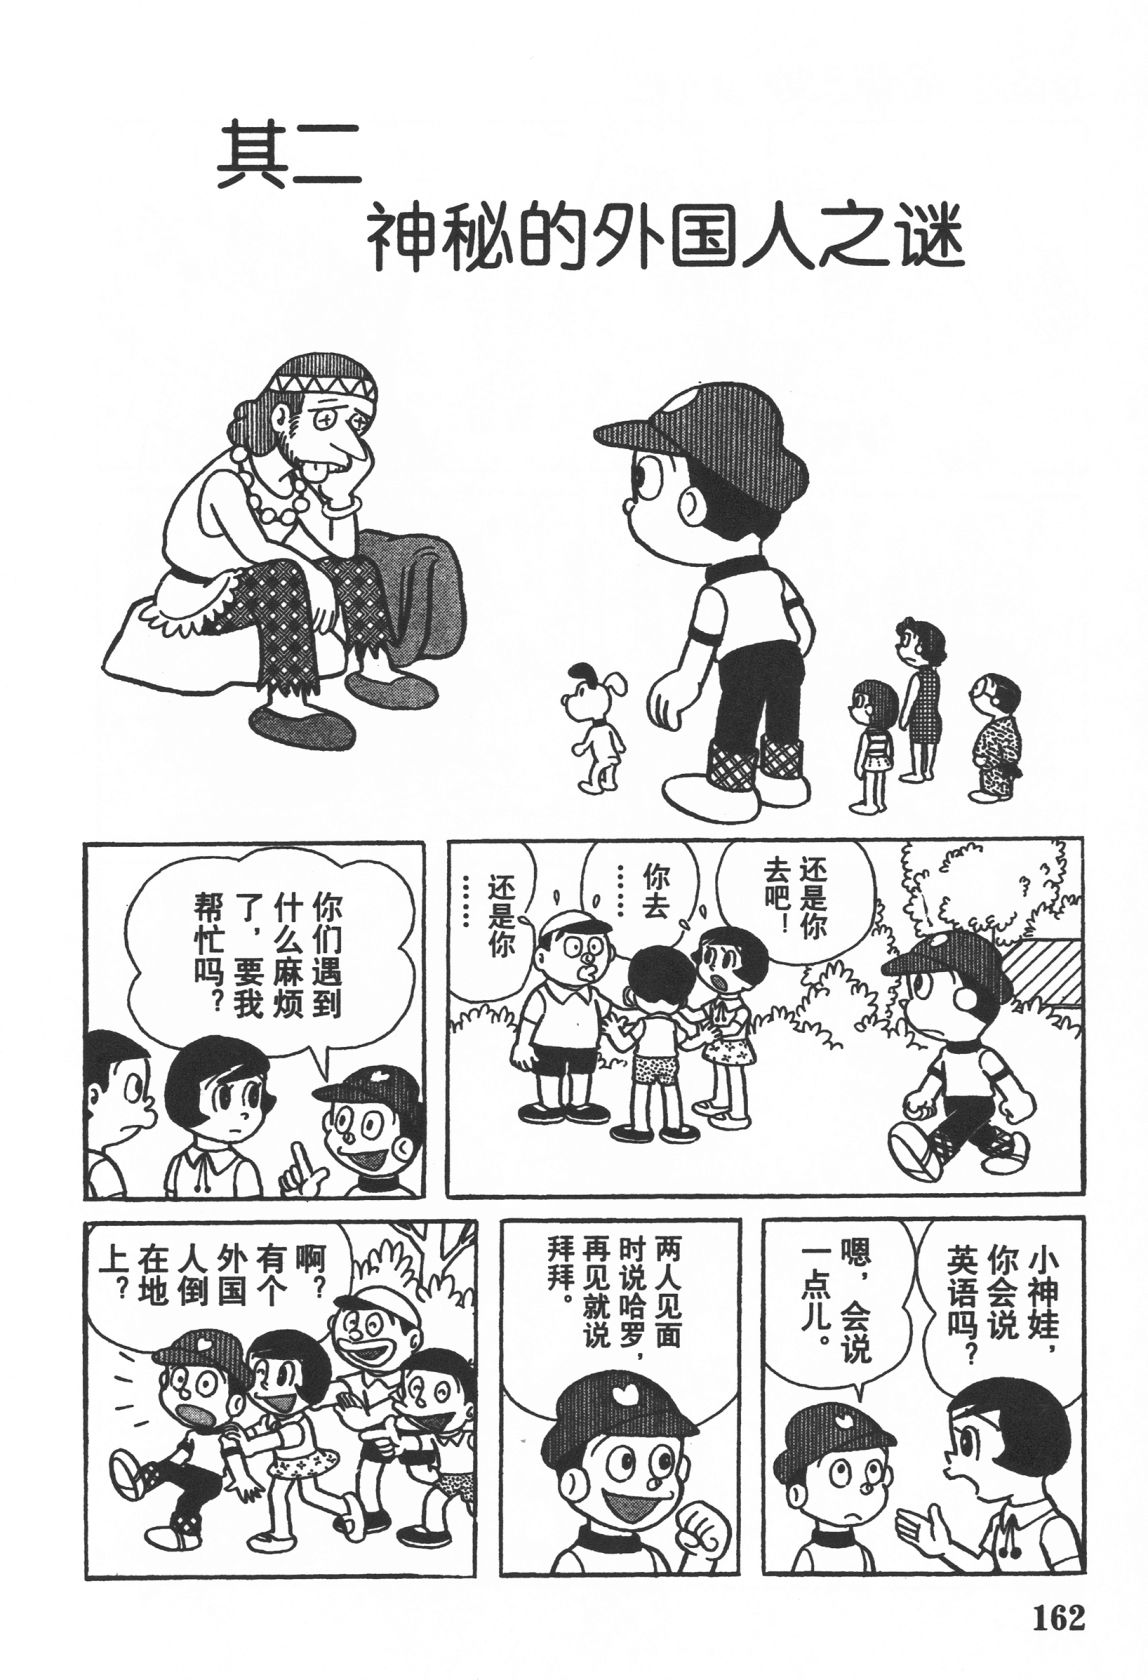 其二
神秘的外国人之谜
还是你
去吧！
你去
……
还是你
……
你们遇到
什么麻烦
了，要我
帮忙吗？
小神娃，
你会说
英语吗？
嗯，会说
一点儿。
两人见面
时说哈罗，
再见就说
拜拜。
啊？
有个
外国
人倒
在地
上？
162